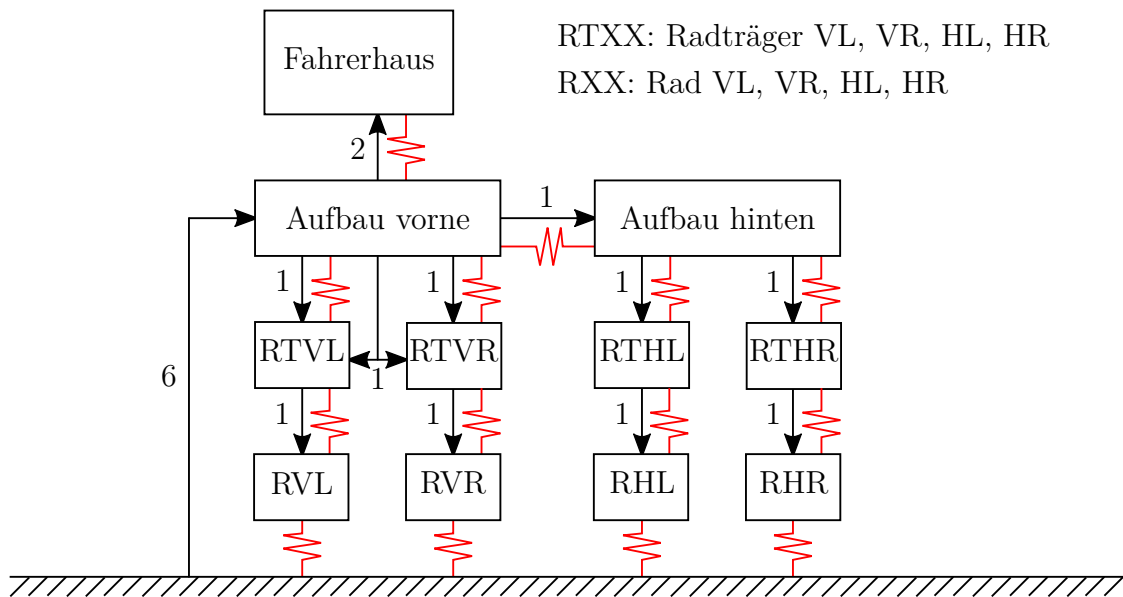 Fahrerhaus
RTXX: Radträger VL, VR, HL, HR
RXX: Rad VL, VR, HL, HR
2
Aufbau vorne
1
Aufbau hinten
1
1
1
1
RTVL
RTVR
RTHL
RTHR
6
1
1
1
1
1
RVL
RVR
RHL
RHR